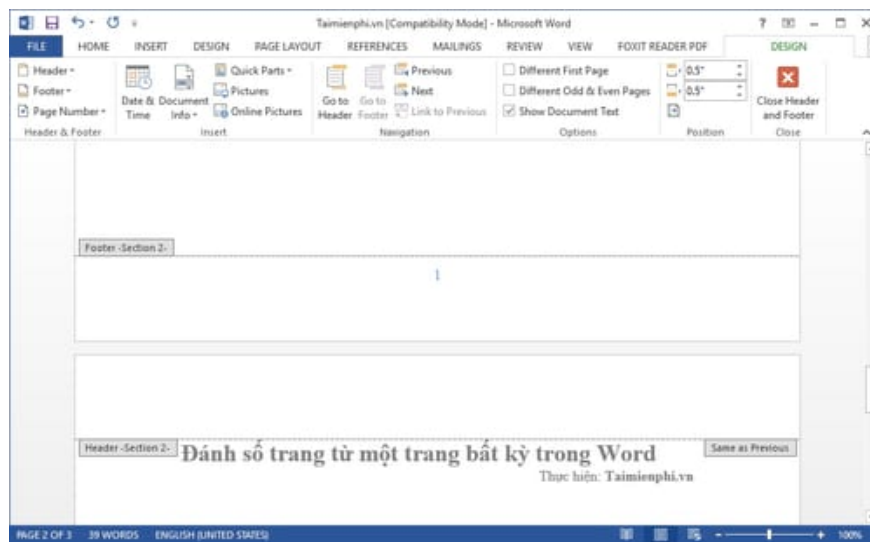 Taimienphi.vn [Compatibility Mode] - Microsoft Word
FILE HOME INSERT DESIGN PAGE LAYOUT REFERENCES MAILINGS REVIEW VIEW FOXIT READER PDF DESIGN
Header
Footer
Page Number
Header & Footer
Date & Time
Document Info
Quick Parts
Pictures
Online Pictures
Insert
Go to Header
Go to Footer
Previous
Next
Link to Previous
Navigation
Different First Page
Different Odd & Even Pages
Show Document Text
Options
0.5"
0.5"
Position
Close Header and Footer
Close
Footer -Section 2-
1
Header -Section 2-
Đánh số trang từ một trang bất kỳ trong Word
Same as Previous
Thực hiện: Taimienphi.vn
PAGE 2 OF 3 39 WORDS ENGLISH (UNITED STATES) 100%